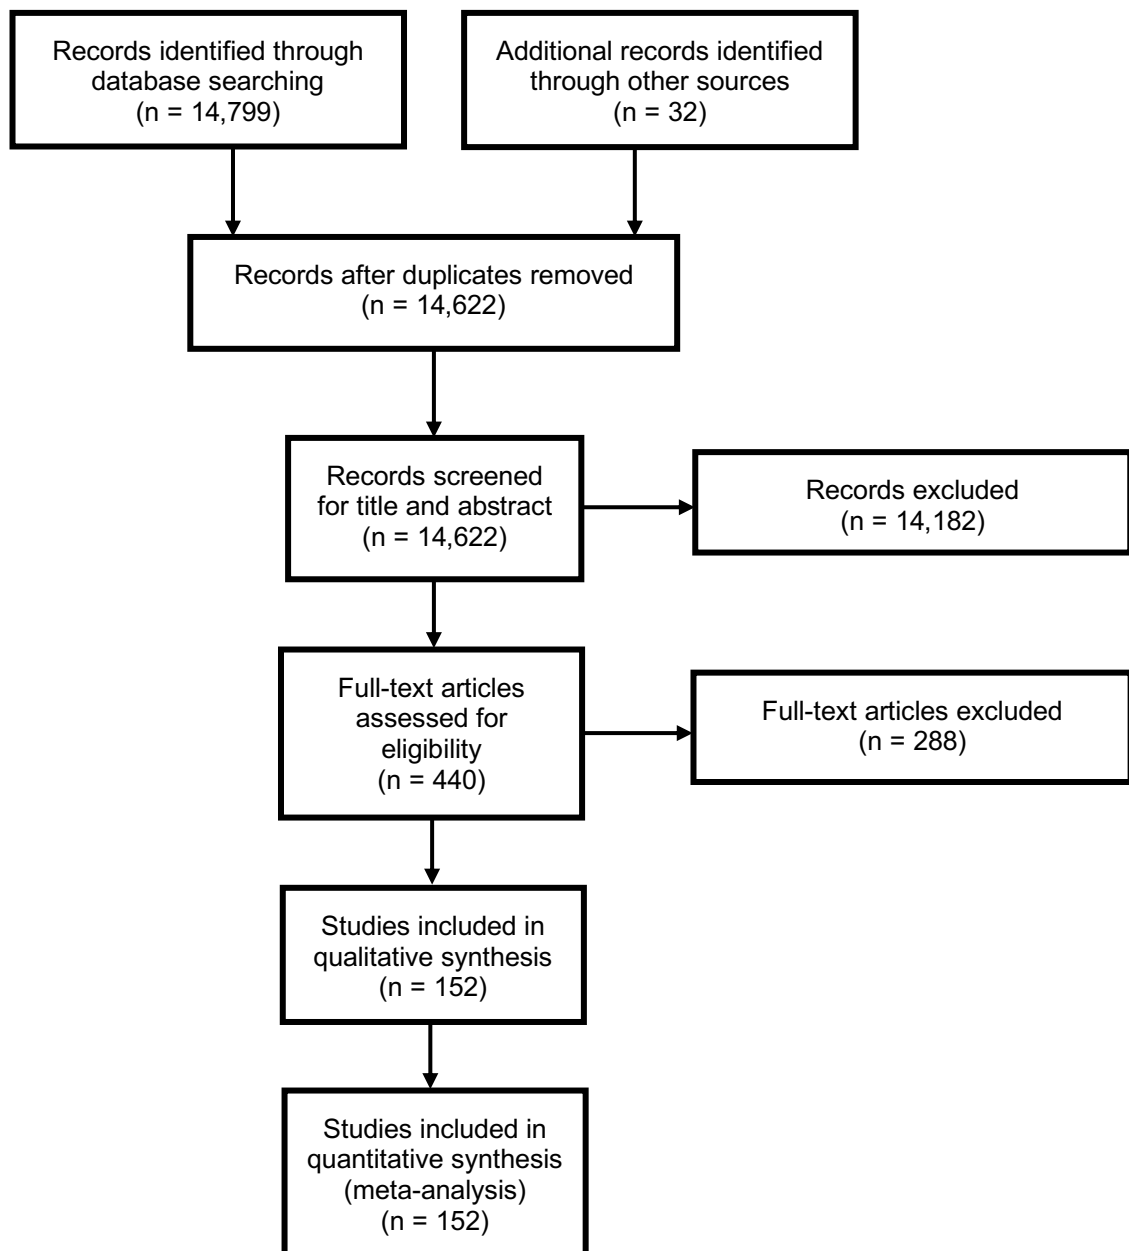 Records identified through
database searching
(n = 14,799)
Additional records identified
through other sources
(n = 32)
Records after duplicates removed
(n = 14,622)
Records screened
for title and abstract
(n = 14,622)
Records excluded
(n = 14,182)
Full-text articles
assessed for
eligibility
(n = 440)
Full-text articles excluded
(n = 288)
Studies included in
qualitative synthesis
(n = 152)
Studies included in
quantitative synthesis
(meta-analysis)
(n = 152)